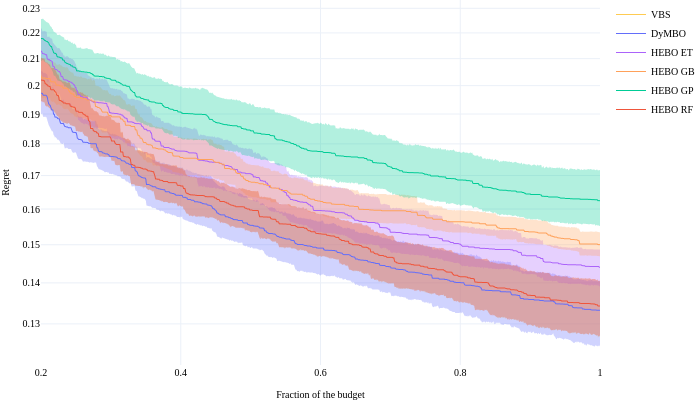 0.23
0.22
0.21
0.2
0.19
0.18
0.17
0.16
0.15
0.14
0.13
Regret
0.2
0.4
0.6
0.8
1
Fraction of the budget
VBS
DyMBO
HEBO ET
HEBO GB
HEBO GP
HEBO RF